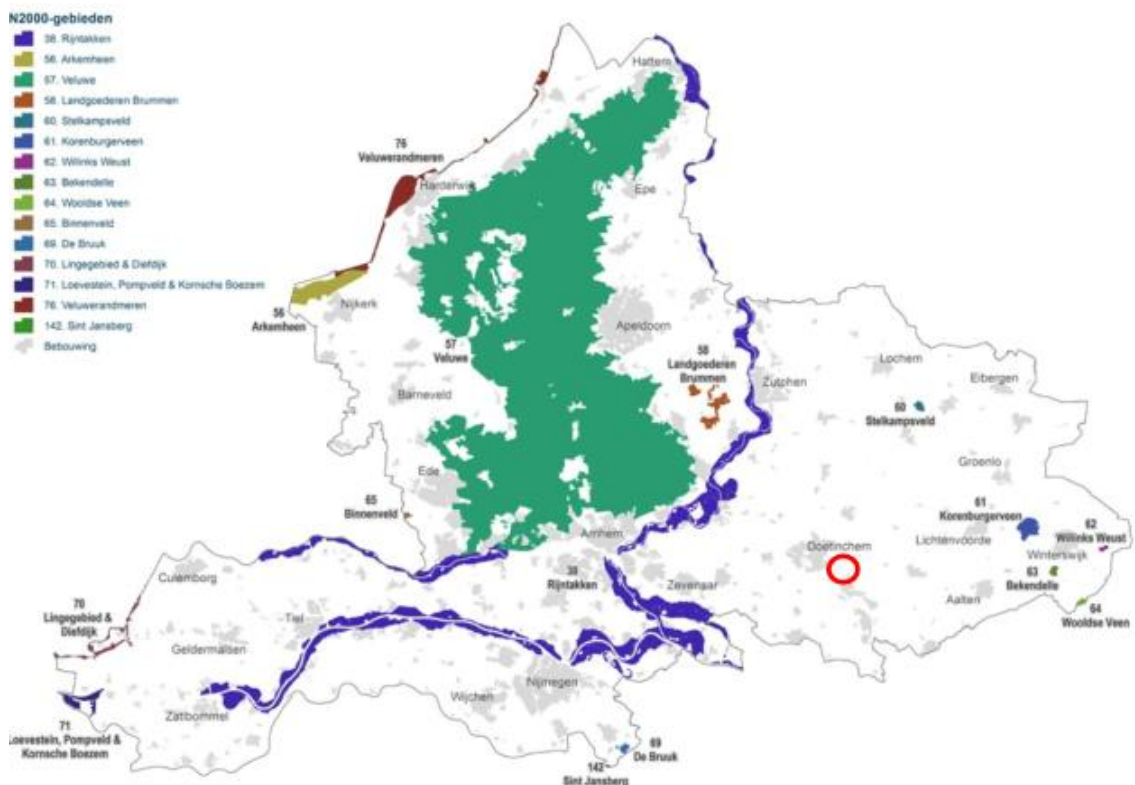 N2000-gebieden
38. Rijntakken
56. Arkemheen
57. Veluwe
58. Landgoederen Brummen
60. Stelkampsveld
61. Korenburgerveen
62. Willinks Weust
63. Bekendelle
64. Wooldse Veen
65. Binnenveld
69. De Bruuk
70. Lingegebied & Diefdijk
71. Loevestein, Pompveld & Kornsche Boezem
76. Veluwerandmeren
142. Sint Jansberg
Bebouwing
Hattem
76
Veluwerandmeren
Harderwijk
Epe
56
Arkemheen
Nijkerk
57
Veluwe
Apeldoorn
58
Landgoederen
Brummen
Zutphen
Lochem
Eibergen
60
Stelkampsveld
Barneveld
Ede
65
Binnenveld
Groenlo
61
Korenburgerveen
Lichtenvoorde
62
Willinks Weust
Winterswijk
63
Bekendelle
Aalten
64
Wooldse Veen
Arnhem
38
Rijntakken
Zevenaar
Doetinchem
Culemborg
70
Lingegebied &
Diefdijk
Tiel
Geldermalsen
Zaltbommel
71
Loevestein, Pompveld &
Kornsche Boezem
Wijchen
Nijmegen
69
De Bruuk
142
Sint Jansberg